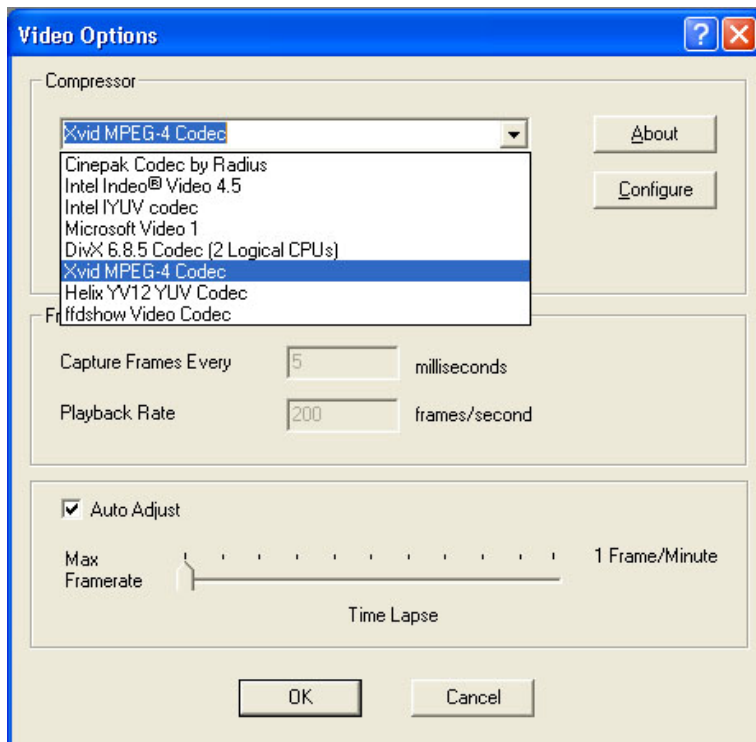 Video Options
Compressor
Xvid MPEG-4 Codec
About
Cinepak Codec by Radius
Intel Indeo® Video 4.5
Intel IYUV codec
Configure
Microsoft Video 1
DivX 6.8.5 Codec (2 Logical CPUs)
Xvid MPEG-4 Codec
Helix YV12 YUV Codec
ffdshow Video Codec
Capture Frames Every 5 milliseconds
Playback Rate 200 frames/second
Auto Adjust
Max Framerate
1 Frame/Minute
Time Lapse
OK Cancel